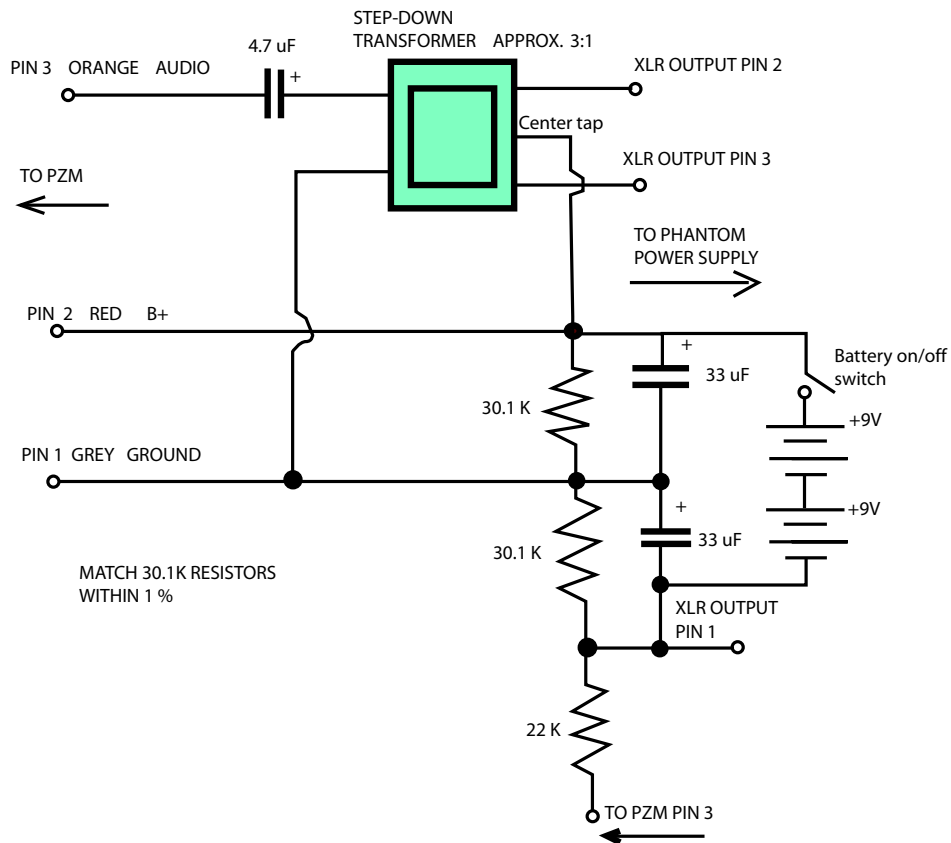 STEP-DOWN
TRANSFORMER APPROX. 3:1
4.7 uF
+
PIN 3 ORANGE AUDIO
XLR OUTPUT PIN 2
Center tap
XLR OUTPUT PIN 3
TO PZM
TO PHANTOM
POWER SUPPLY
PIN 2 RED B+
+
33 uF
Battery on/off
switch
30.1 K
+9V
PIN 1 GREY GROUND
+
33 uF
+9V
30.1 K
MATCH 30.1K RESISTORS
WITHIN 1 %
XLR OUTPUT
PIN 1
22 K
TO PZM PIN 3